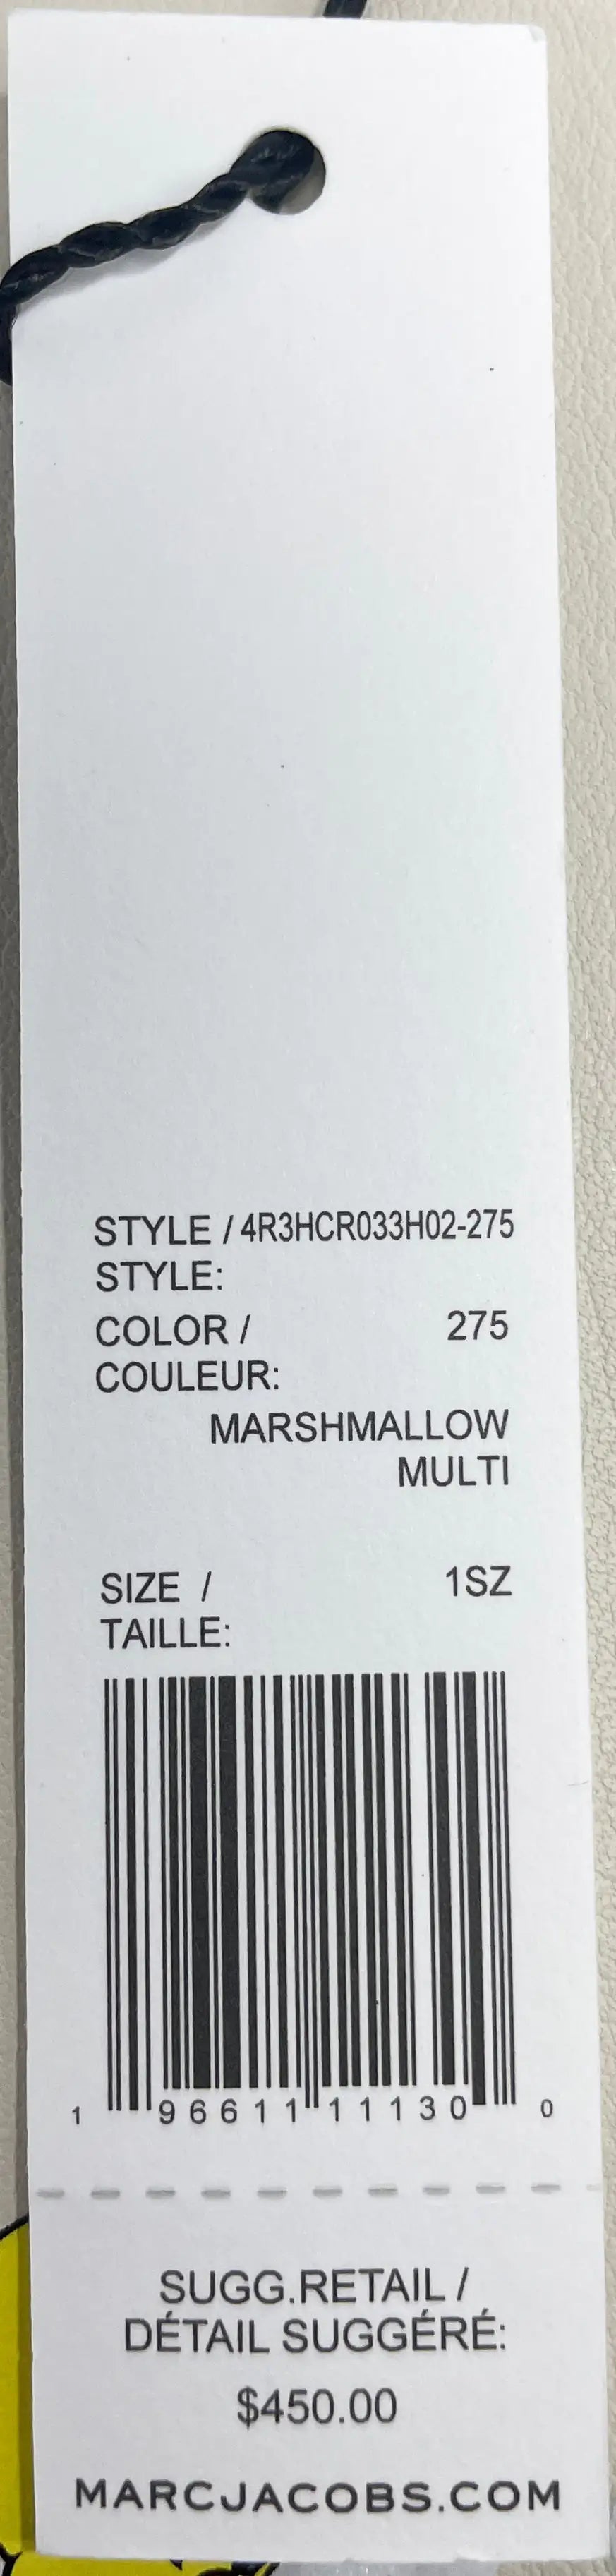 STYLE / 4R3HCR033H02-275
STYLE:
COLOR / 275
COULEUR:
MARSHMALLOW
MULTI
SIZE / 1SZ
TAILLE:
1 96611 11130 0
SUGG.RETAIL /
DÉTAIL SUGGÉRÉ:
$450.00
MARCJACOBS.COM